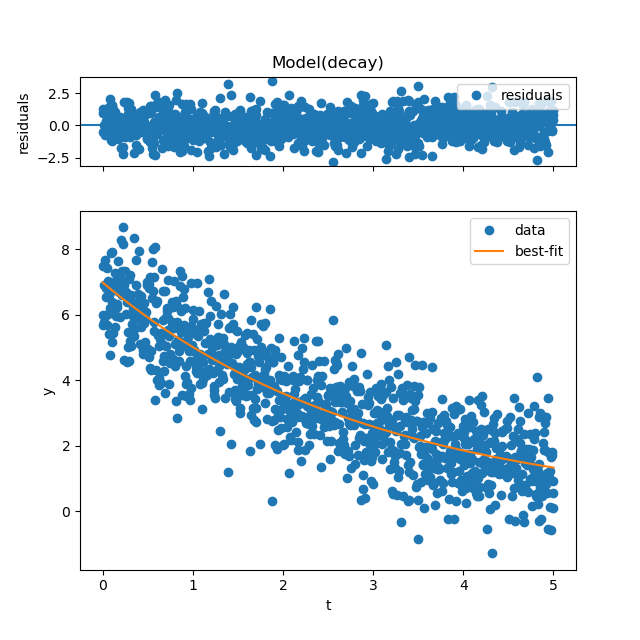 Model(decay)
residuals
2.5
0.0
−2.5
residuals
data
best-fit
y
8
6
4
2
0
0 1 2 3 4 5
t